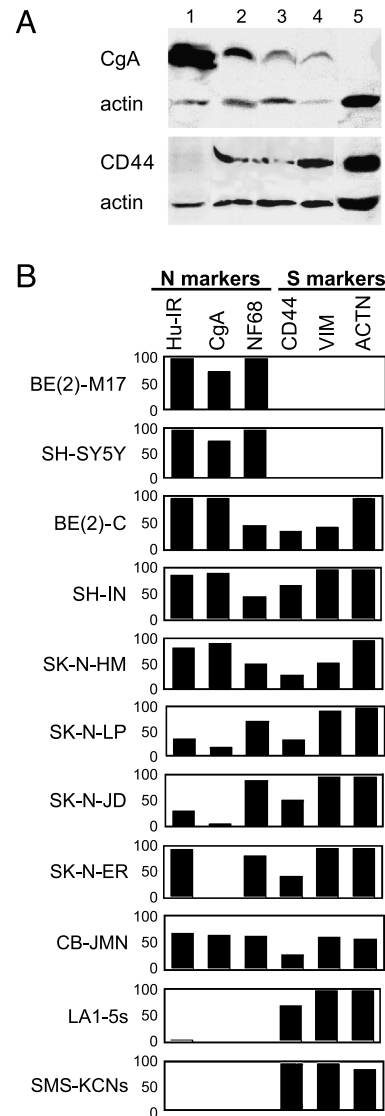 A
1 2 3 4 5
CgA
actin
CD44
actin
B
N markers S markers
Hu-IR CgA NF68 CD44 VIM ACTN
BE(2)-M17 100 50 0
SH-SY5Y 100 50 0
BE(2)-C 100 50 0
SH-IN 100 50 0
SK-N-HM 100 50 0
SK-N-LP 100 50 0
SK-N-JD 100 50 0
SK-N-ER 100 50 0
CB-JMN 100 50 0
LA1-5s 100 50 0
SMS-KCNs 100 50 0